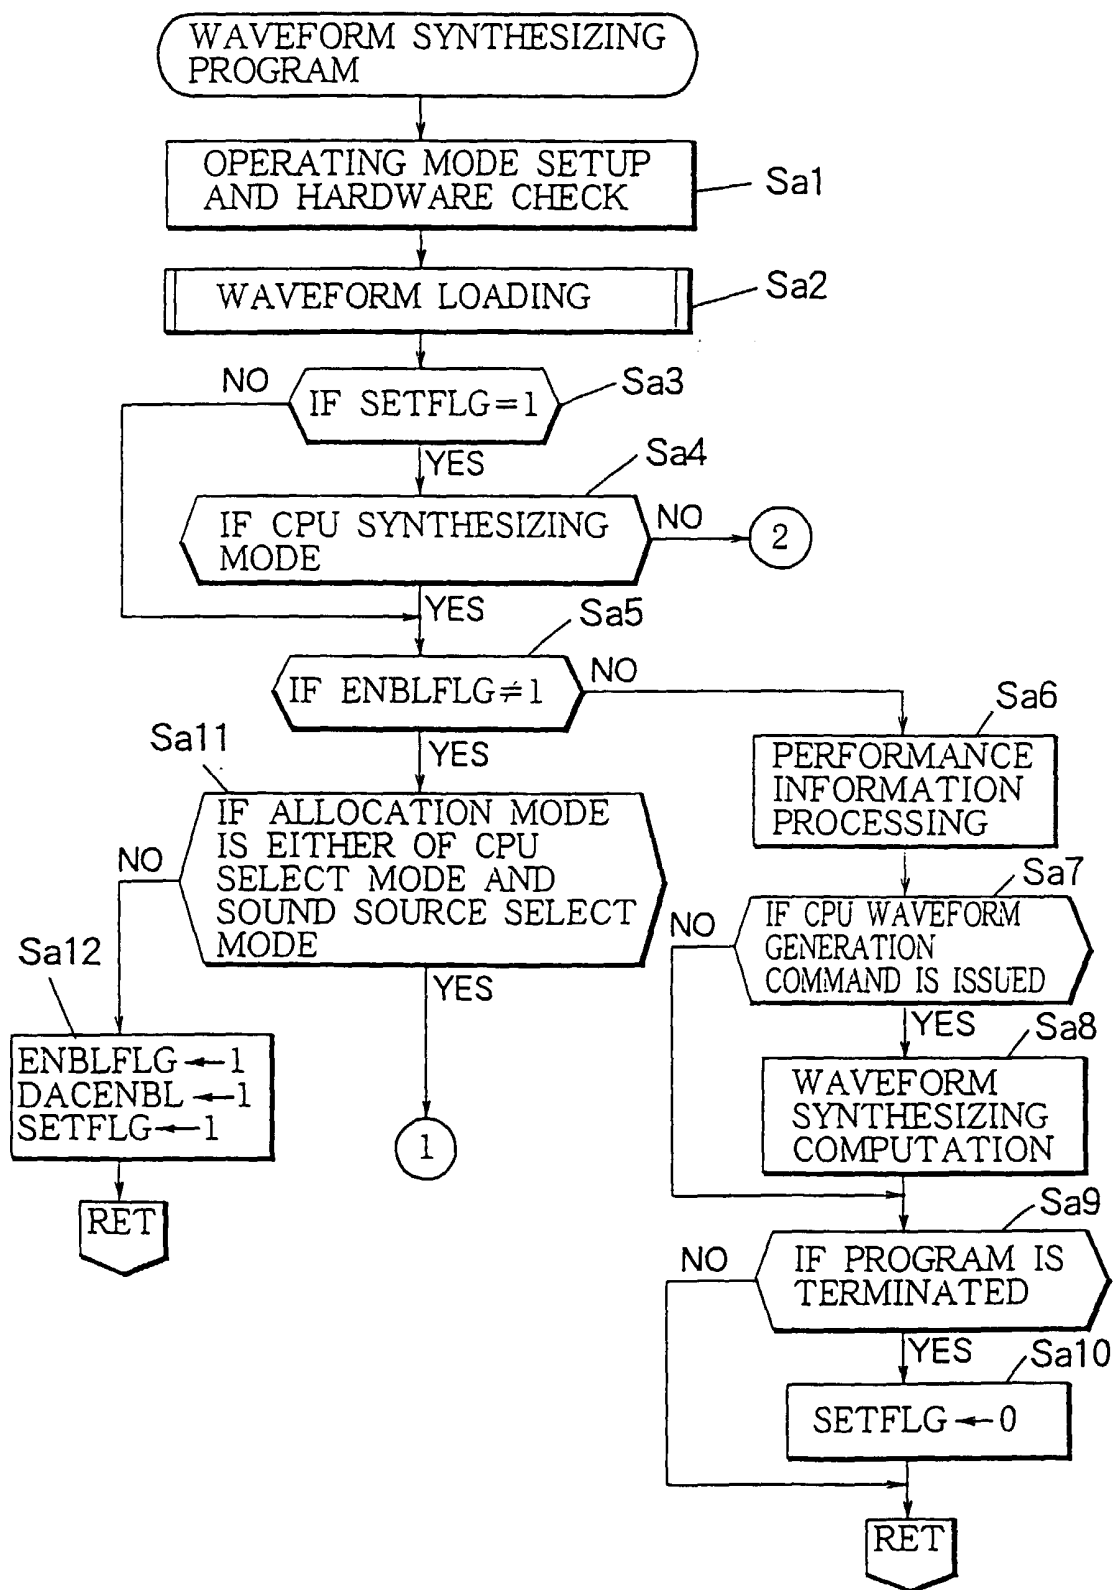 WAVEFORM SYNTHESIZING
PROGRAM
OPERATING MODE SETUP
AND HARDWARE CHECK
Sa1
WAVEFORM LOADING
Sa2
NO
IF SETFLG=1
Sa3
YES
Sa4
IF CPU SYNTHESIZING
MODE
NO
2
YES
Sa5
IF ENBLFLG≠1
NO
YES
Sa6
PERFORMANCE
INFORMATION
PROCESSING
Sa11
IF ALLOCATION MODE
IS EITHER OF CPU
SELECT MODE AND
SOUND SOURCE SELECT
MODE
NO
YES
Sa7
IF CPU WAVEFORM
GENERATION
COMMAND IS ISSUED
NO
YES
Sa12
ENBLFLG←1
DACENBL←1
SETFLG←1
RET
1
Sa8
WAVEFORM
SYNTHESIZING
COMPUTATION
Sa9
NO
IF PROGRAM IS
TERMINATED
YES
Sa10
SETFLG←0
RET